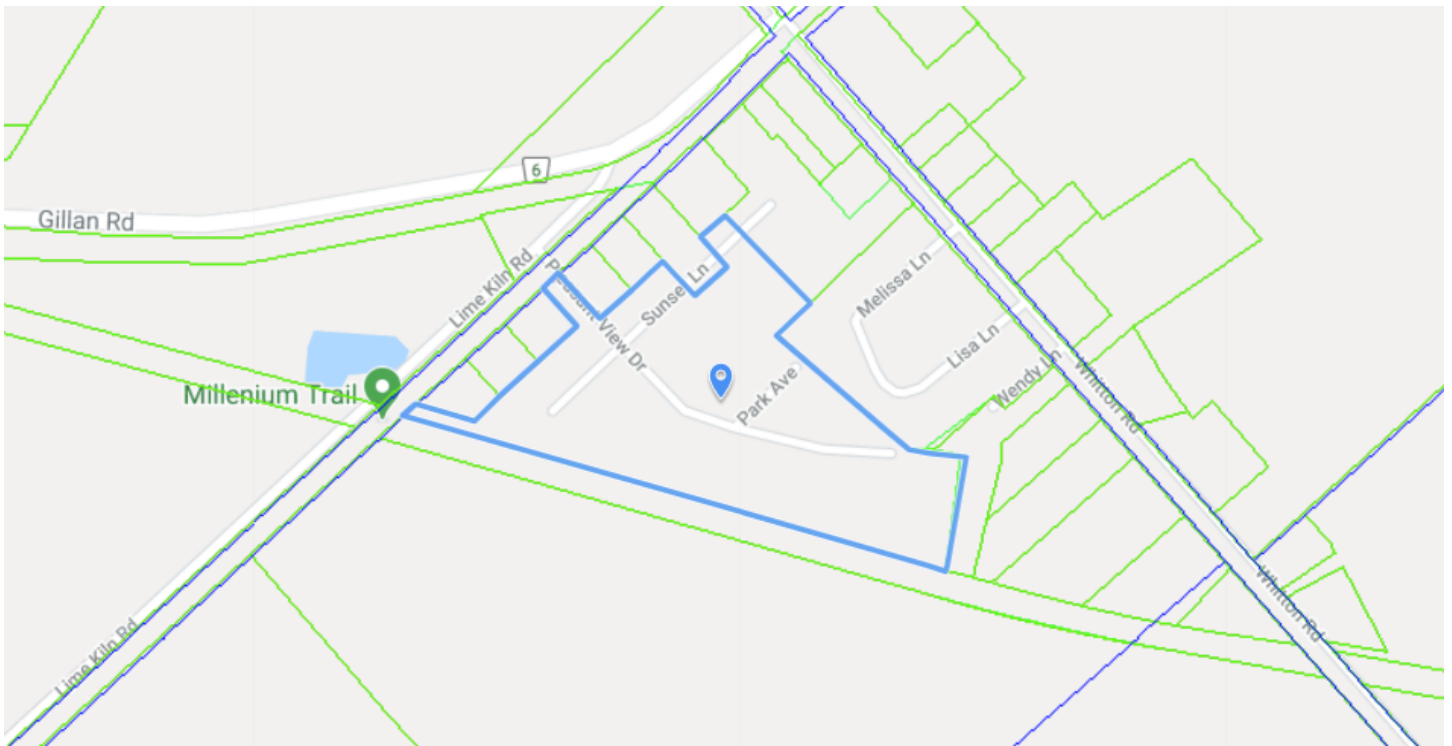 6
Gillan Rd
Lime Kiln Rd
Pleasant View Dr
Sunset Ln
Melissa Ln
Lisa Ln
Wendy Ln
Whitton Rd
Park Ave
Millenium Trail
Whitton Rd
Lime Kiln Rd